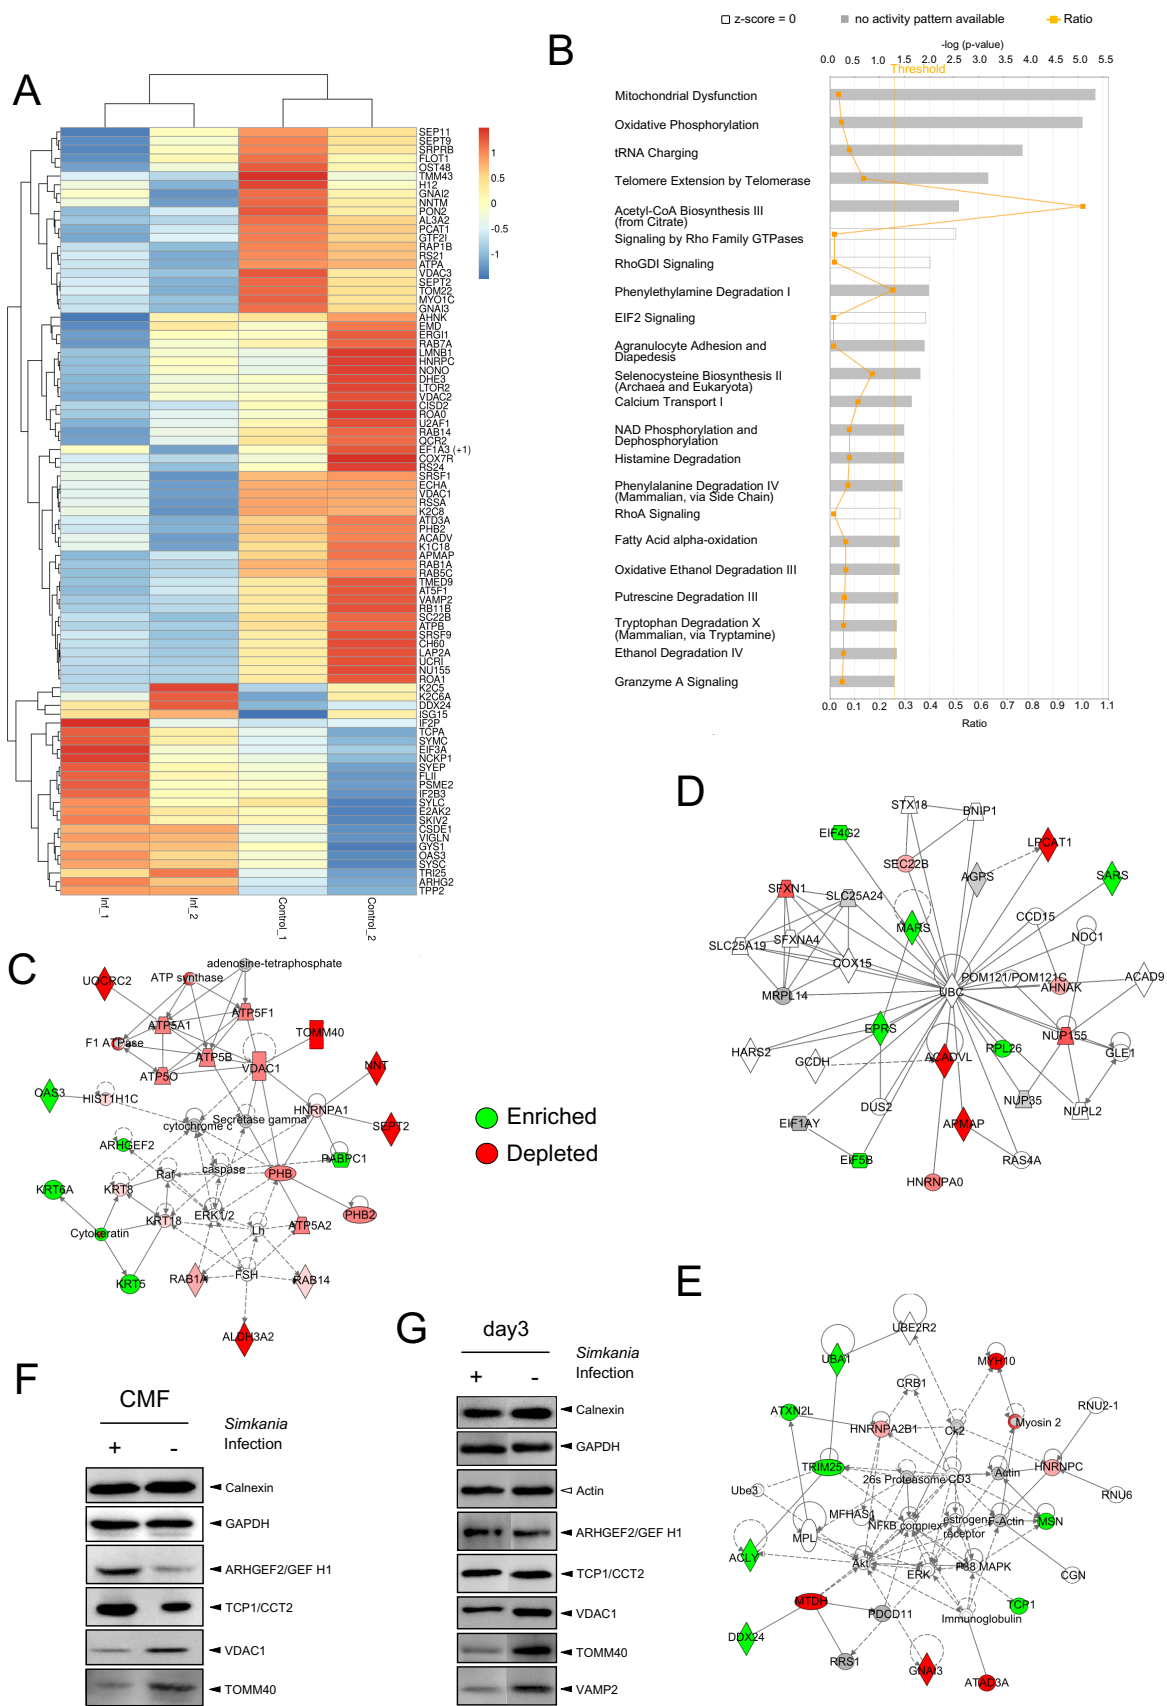 z-score = 0
no activity pattern available
Ratio
A
B
-log (p-value)
0.0 0.5 1.0 1.5 2.0 2.5 3.0 3.5 4.0 4.5 5.0 5.5
Threshold
Mitochondrial Dysfunction
Oxidative Phosphorylation
tRNA Charging
Telomere Extension by Telomerase
Acetyl-CoA Biosynthesis III
(from Citrate)
Signaling by Rho Family GTPases
RhoGDI Signaling
Phenylethylamine Degradation I
EIF2 Signaling
Agranulocyte Adhesion and
Diapedesis
Selenocysteine Biosynthesis II
(Archaea and Eukaryota)
Calcium Transport I
NAD Phosphorylation and
Dephosphorylation
Histamine Degradation
Phenylalanine Degradation IV
(Mammalian, via Side Chain)
RhoA Signaling
Fatty Acid alpha-oxidation
Oxidative Ethanol Degradation III
Putrescine Degradation III
Tryptophan Degradation X
(Mammalian, via Tryptamine)
Ethanol Degradation IV
Granzyme A Signaling
0.0 0.1 0.2 0.3 0.4 0.5 0.6 0.7 0.8 0.9 1.0 1.1
Ratio
1
0.5
0
-0.5
-1
SEP11
SEPT9
SRPRB
FLOT1
OST48
TMM43
H12
GNAI2
NNTM
PON2
AL3A2
PCAT1
GTF2I
RAP1B
RS21
ATPA
VDAC3
SEPT2
TOM22
MYO1C
GNAI3
AHNK
EMD
ERGI1
RAB7A
LMNB1
HNRPC
NONO
DHE3
LTOR2
VDAC2
CISD2
ROA0
U2AF1
RAB14
QCR2
EF1A3 (+1)
COX7R
RS24
SRSF1
ECHA
VDAC1
RSSA
K2C8
ATD3A
PHB2
ACADV
K1C18
APMAP
RAB1A
RAB5C
TMED9
AT5F1
VAMP2
RB11B
SC22B
ATPB
SRSF9
CH60
LAP2A
UCRI
NU155
ROA1
K2C5
K2C6A
DDX24
ISG15
IF2P
TCPA
SYMC
EIF3A
NCKP1
SYEP
FLII
PSME2
IF2B3
SYLC
E2AK2
SKIV2
CSDE1
VIGLN
GYS1
OAS3
SYSC
TRI25
ARHG2
TPP2
Inf_1
Inf_2
Control_1
Control_2
C
adenosine-tetraphosphate
ATP synthase
UQCRC2
ATP5F1
ATP5A1
TOMM40
F1 ATPase
ATP5B
VDAC1
ATP5O
NNT
OAS3
HIST1H1C
HNRNPA1
Secretase gamma
cytochrome c
SEPT2
ARHGEF2
PABPC1
caspase
Raf
PHB
KRT6A
KRT8
PHB2
ERK1/2
KRT18
Cytokeratin
Lh
ATP5A2
RAB1A
FSH
RAB14
KRT5
ALDH3A2
Enriched
Depleted
D
STX18
BNIP1
EIF4G2
LPCAT1
SEC22B
AGPS
SARS
SFXN1
SLC25A24
CCD15
MARS
NDC1
SLC25A19
SFXNA4
COX15
POM121/POM121C
ACAD9
MRPL14
UBC
AHNAK
EPRS
NUP155
HARS2
GCDH
ACADVL
RPL26
GLE1
DUS2
NUP35
NUPL2
EIF1AY
APMAP
EIF5B
RAS4A
HNRNPA0
E
UBE2R2
UBA1
MYH10
CRB1
ATXN2L
RNU2-1
HNRNPA2B1
Ck2
Myosin 2
TRIM25
26s Proteasome
CD3
Actin
HNRNPC
Ube3
RNU6
MFHAS1
NFkB complex
estrogen
receptor
F-Actin
MSN
MPL
ACLY
Akt
ERK
P38 MAPK
CGN
MTDH
PDCD11
Immunoglobulin
TCP1
DDX24
RRS1
GNAI3
ATAD3A
F
CMF
Simkania
Infection
+ -
Calnexin
GAPDH
ARHGEF2/GEF H1
TCP1/CCT2
VDAC1
TOMM40
G
day3
Simkania
Infection
+ -
Calnexin
GAPDH
Actin
ARHGEF2/GEF H1
TCP1/CCT2
VDAC1
TOMM40
VAMP2